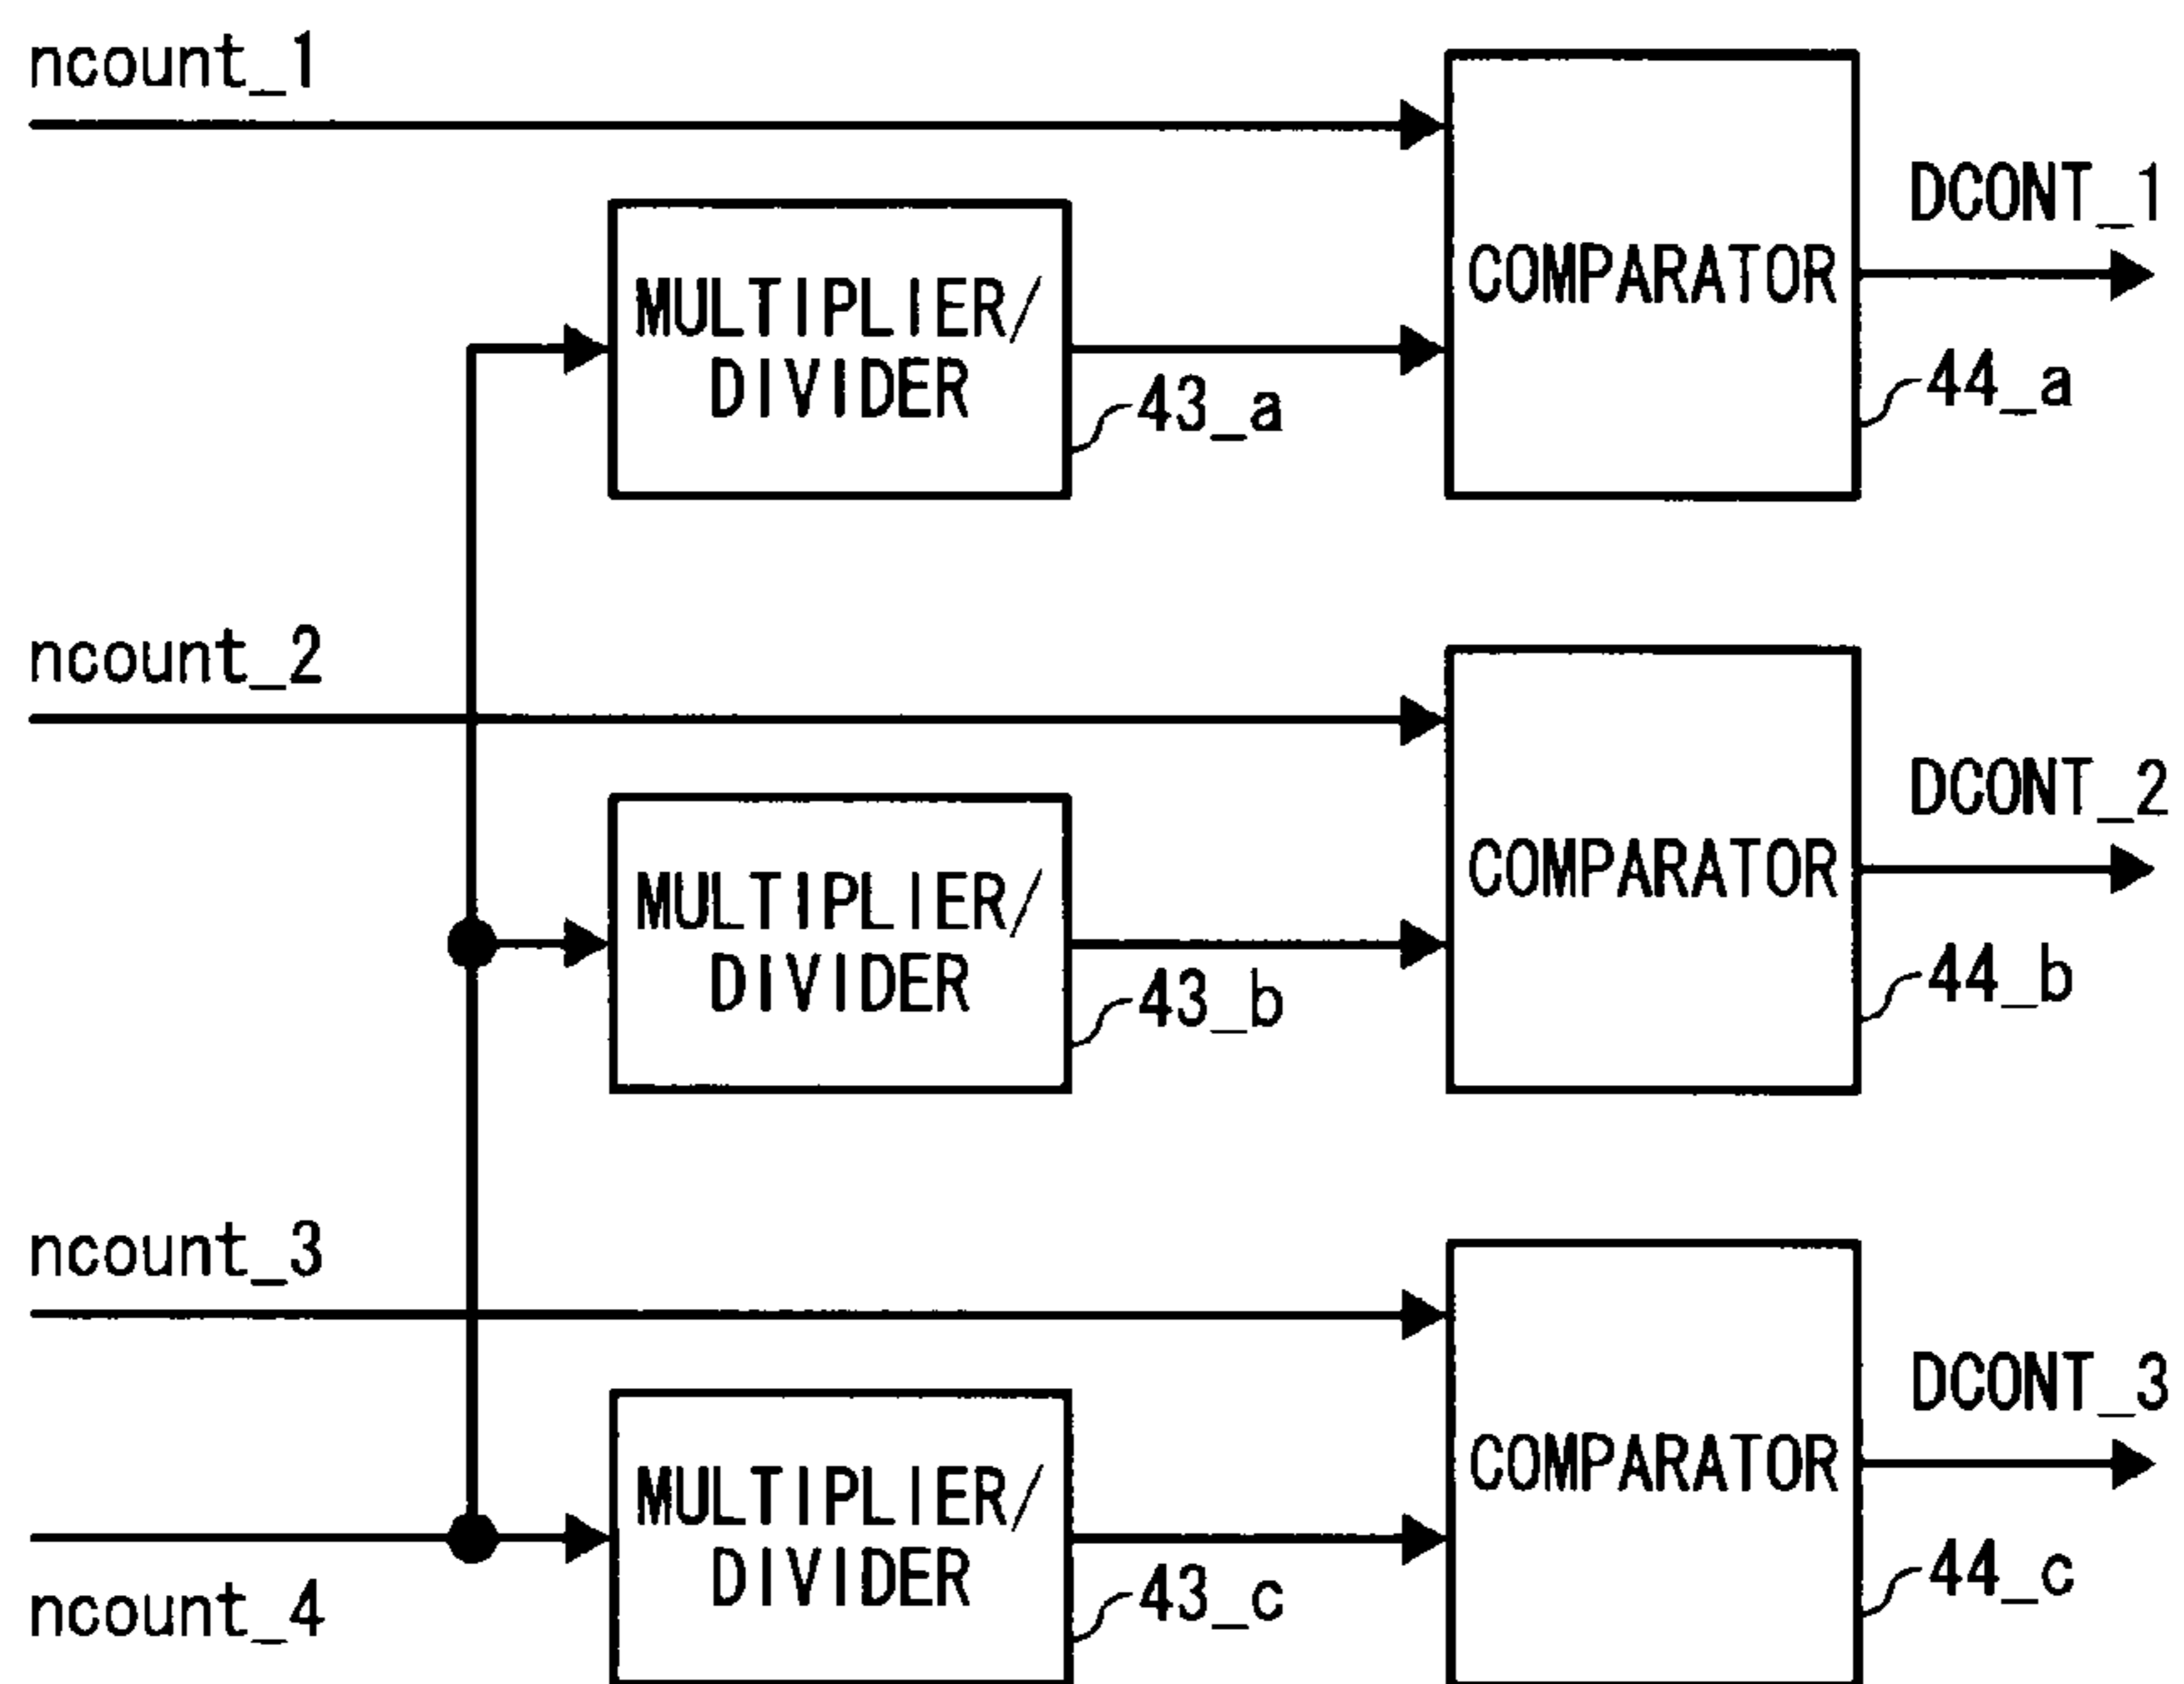 ncount_1
DCONT_1
MULTIPLIER/
DIVIDER
COMPARATOR
43_a
44_a
ncount_2
DCONT_2
MULTIPLIER/
DIVIDER
COMPARATOR
43_b
44_b
ncount_3
DCONT_3
MULTIPLIER/
DIVIDER
COMPARATOR
43_c
44_c
ncount_4